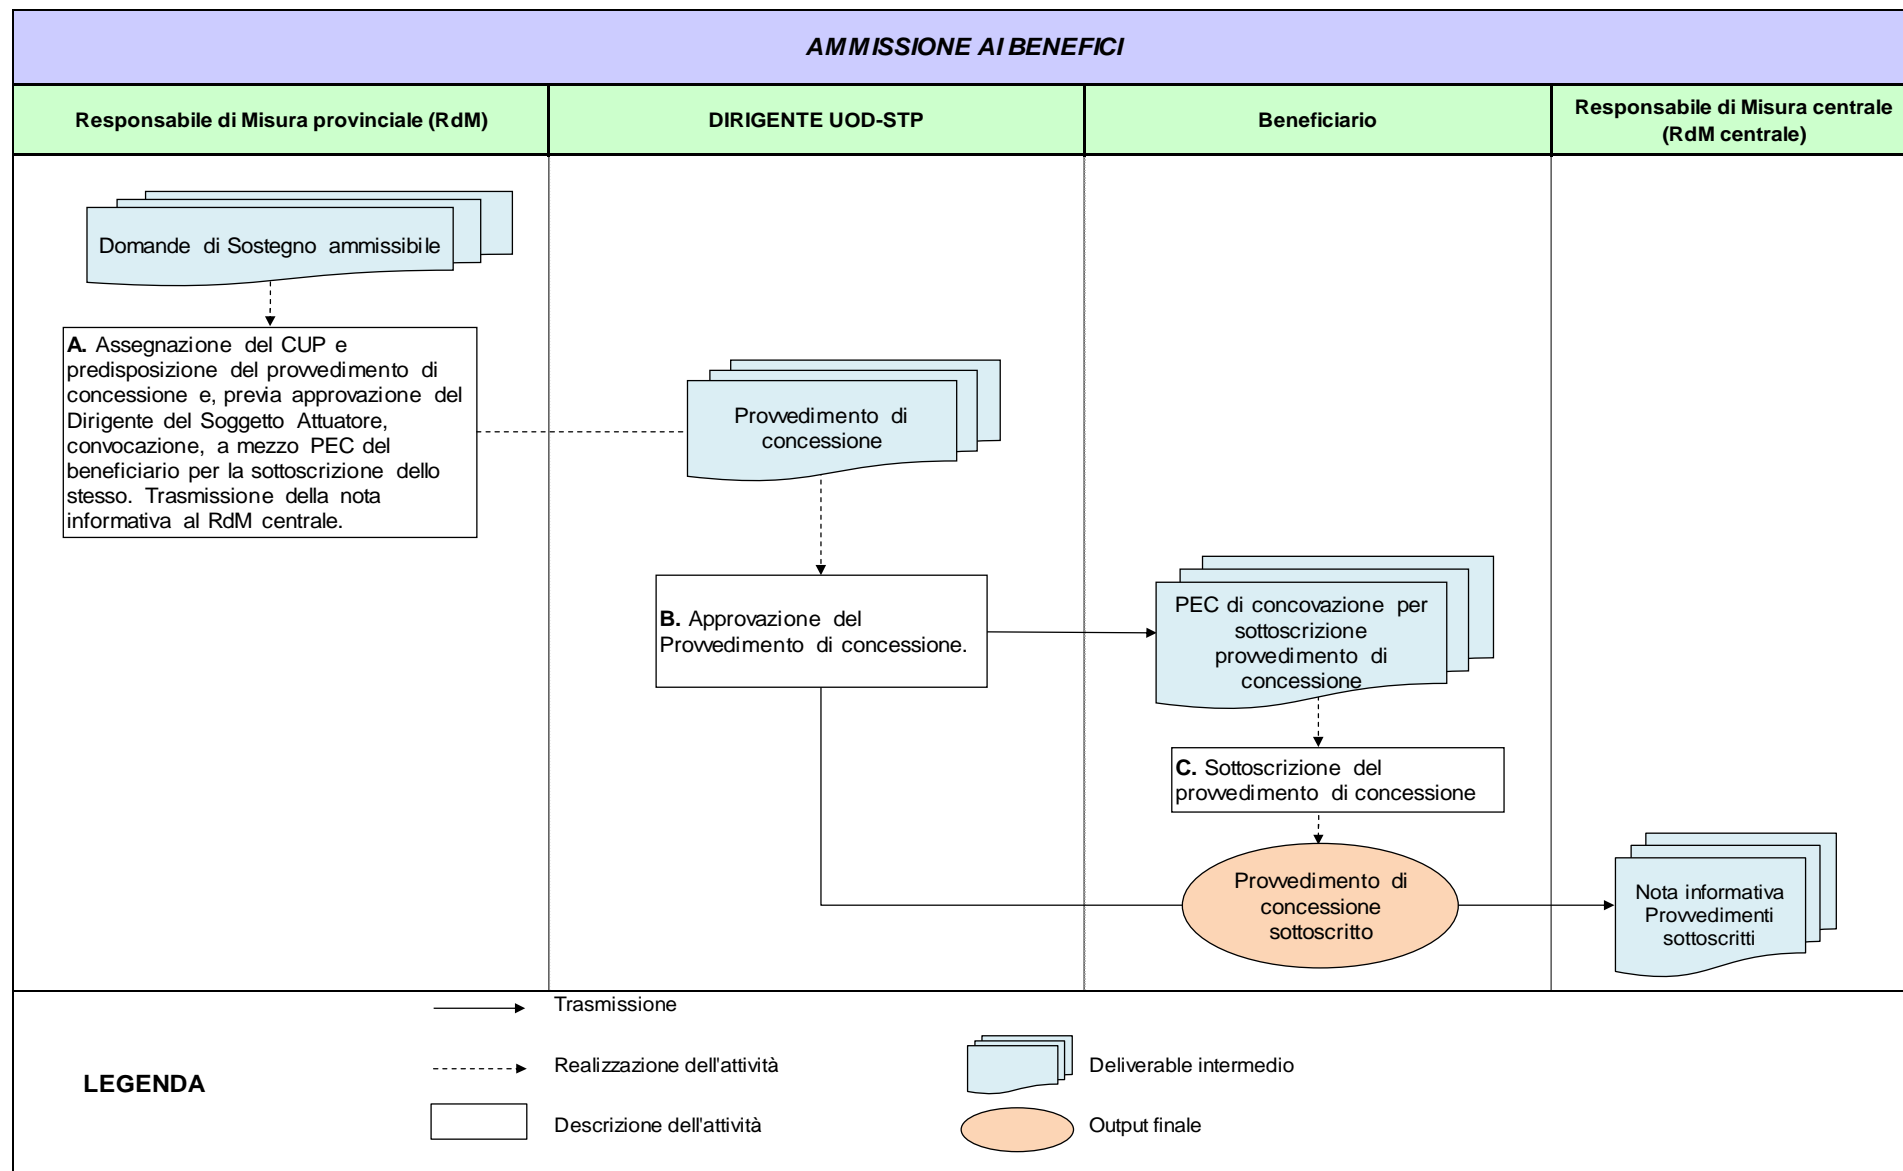 AMMISSIONE AI BENEFICI
Responsabile di Misura provinciale (RdM)
DIRIGENTE UOD-STP
Beneficiario
Responsabile di Misura centrale
(RdM centrale)
Domande di Sostegno ammissibile
A. Assegnazione del CUP e
predisposizione del provvedimento di
concessione e, previa approvazione del
Dirigente del Soggetto Attuatore,
convocazione, a mezzo PEC del
beneficiario per la sottoscrizione dello
stesso. Trasmissione della nota
informativa al RdM centrale.
Provvedimento di
concessione
B. Approvazione del
Provvedimento di concessione.
PEC di concovazione per
sottoscrizione
provvedimento di
concessione
C. Sottoscrizione del
provvedimento di concessione
Provvedimento di
concessione
sottoscritto
Nota informativa
Provvedimenti
sottoscritti
LEGENDA
Trasmissione
Realizzazione dell'attività
Descrizione dell'attività
Deliverable intermedio
Output finale